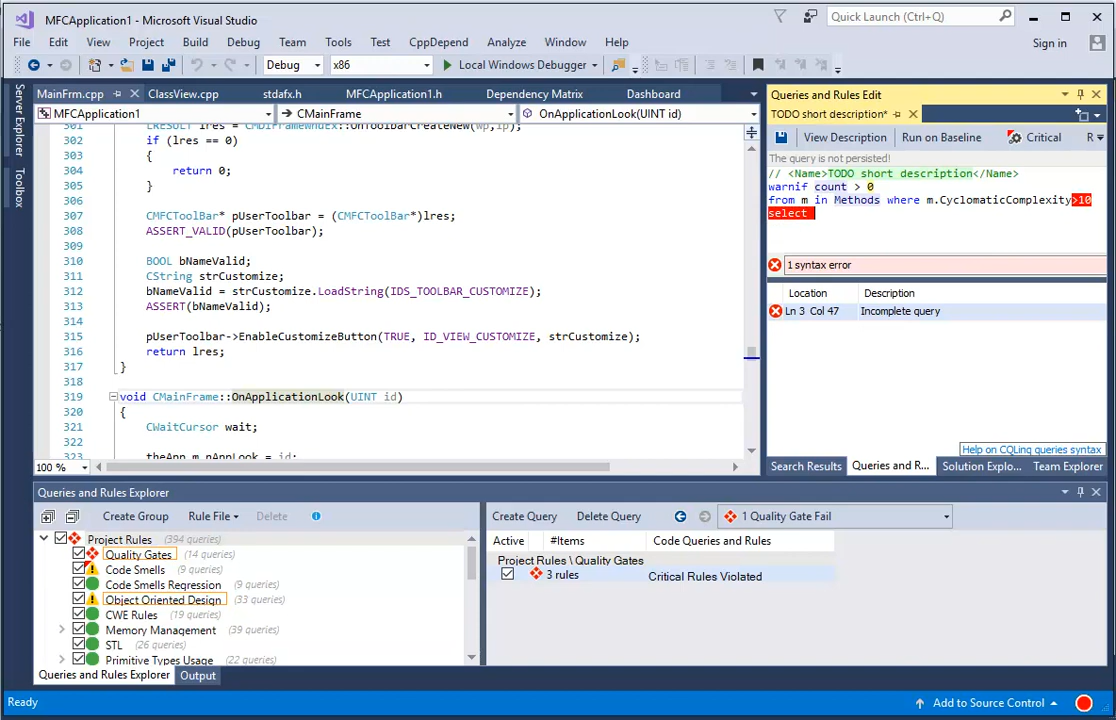 MFCApplication1 - Microsoft Visual Studio
Quick Launch (Ctrl+Q)
File Edit View Project Build Debug Team Tools Test CppDepend Analyze Window Help
Sign in
Debug x86 Local Windows Debugger
Server Explorer
Toolbox
MainFrm.cpp ClassView.cpp stdafx.h MFCApplication1.h Dependency Matrix Dashboard
MFCApplication1 CMainFrame OnApplicationLook(UINT id)
301 LRESULT lres = CMDIFrameWndEx::OnToolbarCreateNew(wp,lp);
302 if (lres == 0)
303 {
304 return 0;
305 }
306
307 CMFCToolBar* pUserToolbar = (CMFCToolBar*)lres;
308 ASSERT_VALID(pUserToolbar);
309
310 BOOL bNameValid;
311 CString strCustomize;
312 bNameValid = strCustomize.LoadString(IDS_TOOLBAR_CUSTOMIZE);
313 ASSERT(bNameValid);
314
315 pUserToolbar->EnableCustomizeButton(TRUE, ID_VIEW_CUSTOMIZE, strCustomize);
316 return lres;
317 }
318
319 void CMainFrame::OnApplicationLook(UINT id)
320 {
321 CWaitCursor wait;
322
323 theApp.m_nAppLook = id;
100 %
Queries and Rules Edit
TODO short description*
View Description Run on Baseline Critical R
The query is not persisted!
// <Name>TODO short description</Name>
warnif count > 0
from m in Methods where m.CyclomaticComplexity>10
select
1 syntax error
Location Description
Ln 3 Col 47 Incomplete query
Help on CQLinq queries syntax
Search Results Queries and R... Solution Explo... Team Explorer
Queries and Rules Explorer
Create Group Rule File Delete
Project Rules (394 queries)
Quality Gates (14 queries)
Code Smells (9 queries)
Code Smells Regression (9 queries)
Object Oriented Design (33 queries)
CWE Rules (19 queries)
Memory Management (39 queries)
STL (26 queries)
Primitive Types Usage (22 queries)
Create Query Delete Query 1 Quality Gate Fail
Active #Items Code Queries and Rules
Project Rules \ Quality Gates
3 rules Critical Rules Violated
Queries and Rules Explorer Output
Ready
Add to Source Control